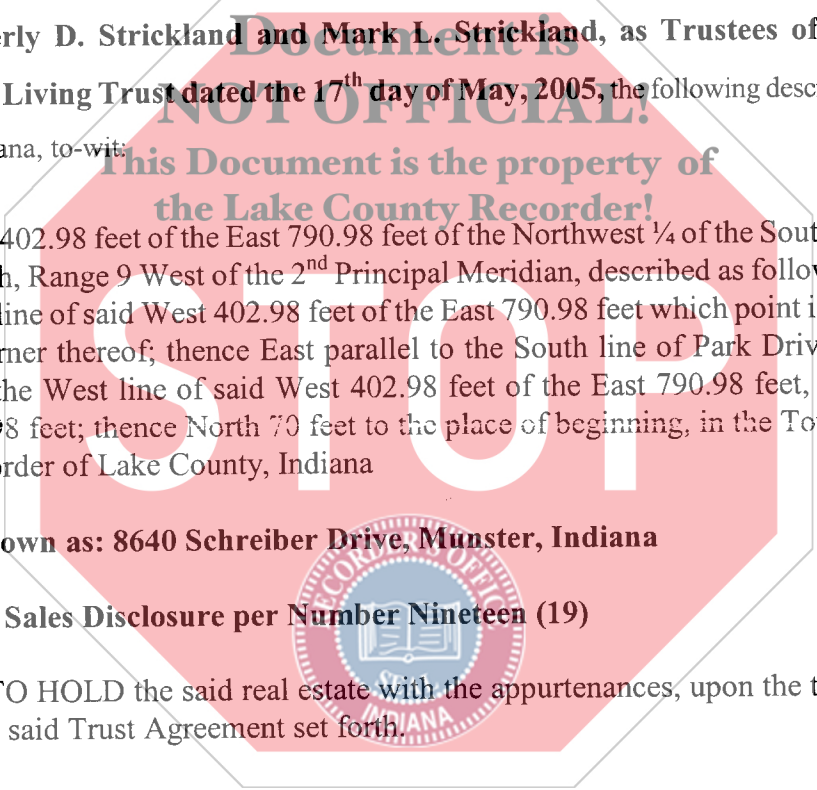 Document is
erly D. Strickland and Mark L. Strickland, as Trustees of
NOT OFFICIAL!
Living Trust dated the 17th day of May, 2005, the following desc
ana, to-wit:
This Document is the property of
the Lake County Recorder!
402.98 feet of the East 790.98 feet of the Northwest ¼ of the Sout
h, Range 9 West of the 2nd Principal Meridian, described as follo
line of said West 402.98 feet of the East 790.98 feet which point i
rner thereof; thence East parallel to the South line of Park Driv
the West line of said West 402.98 feet of the East 790.98 feet,
98 feet; thence North 70 feet to the place of beginning, in the To
order of Lake County, Indiana
STOP
own as: 8640 Schreiber Drive, Munster, Indiana
RECORDER'S OFFIC
Sales Disclosure per Number Nineteen (19)
SEAL
TO HOLD the said real estate with the appurtenances, upon the t
INDIANA
said Trust Agreement set forth.